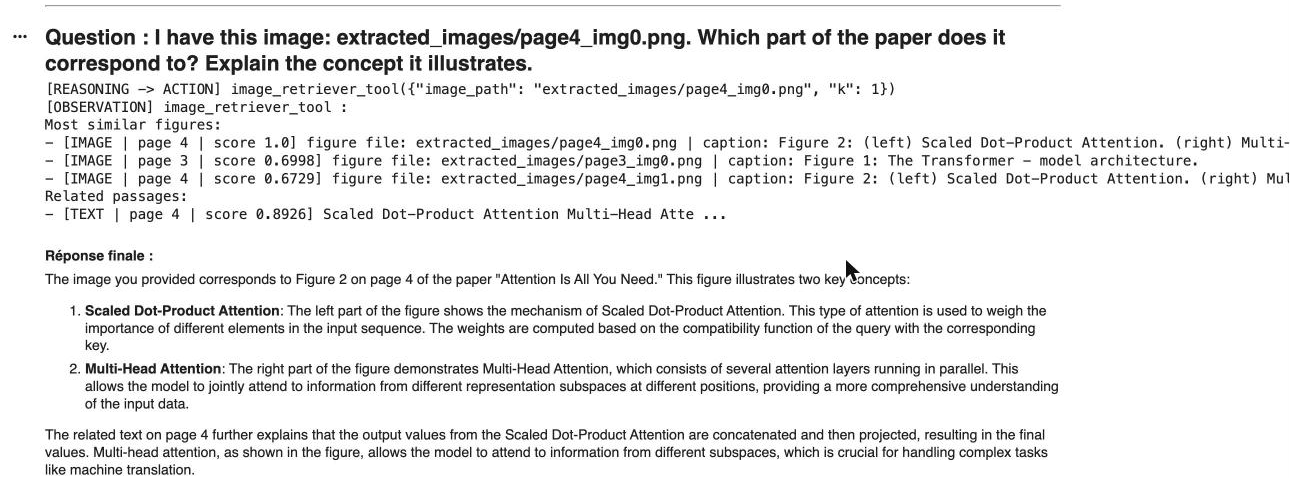 ...
Question : I have this image: extracted_images/page4_img0.png. Which part of the paper does it
correspond to? Explain the concept it illustrates.
[REASONING -> ACTION] image_retriever_tool({"image_path": "extracted_images/page4_img0.png", "k": 1})
[OBSERVATION] image_retriever_tool :
Most similar figures:
- [IMAGE | page 4 | score 1.0] figure file: extracted_images/page4_img0.png | caption: Figure 2: (left) Scaled Dot-Product Attention. (right) Multi-
- [IMAGE | page 3 | score 0.6998] figure file: extracted_images/page3_img0.png | caption: Figure 1: The Transformer - model architecture.
- [IMAGE | page 4 | score 0.6729] figure file: extracted_images/page4_img1.png | caption: Figure 2: (left) Scaled Dot-Product Attention. (right) Mul
Related passages:
- [TEXT | page 4 | score 0.8926] Scaled Dot-Product Attention Multi-Head Atte ...
Réponse finale :
The image you provided corresponds to Figure 2 on page 4 of the paper "Attention Is All You Need." This figure illustrates two key concepts:
1. Scaled Dot-Product Attention: The left part of the figure shows the mechanism of Scaled Dot-Product Attention. This type of attention is used to weigh the
importance of different elements in the input sequence. The weights are computed based on the compatibility function of the query with the corresponding
key.
2. Multi-Head Attention: The right part of the figure demonstrates Multi-Head Attention, which consists of several attention layers running in parallel. This
allows the model to jointly attend to information from different representation subspaces at different positions, providing a more comprehensive understanding
of the input data.
The related text on page 4 further explains that the output values from the Scaled Dot-Product Attention are concatenated and then projected, resulting in the final
values. Multi-head attention, as shown in the figure, allows the model to attend to information from different subspaces, which is crucial for handling complex tasks
like machine translation.